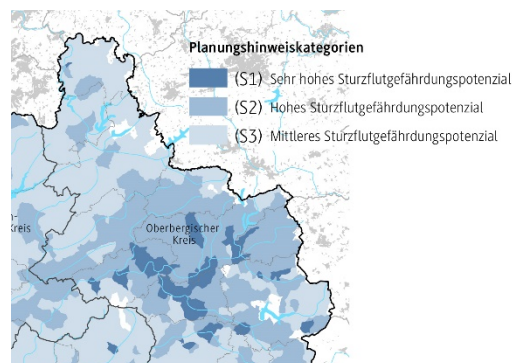 Planungshinweiskategorien
(S1) Sehr hohes Sturzflutgefährdungspotenzial
(S2) Hohes Sturzflutgefährdungspotenzial
(S3) Mittleres Sturzflutgefährdungspotenzial
n-
Kreis
Oberbergischer
Kreis